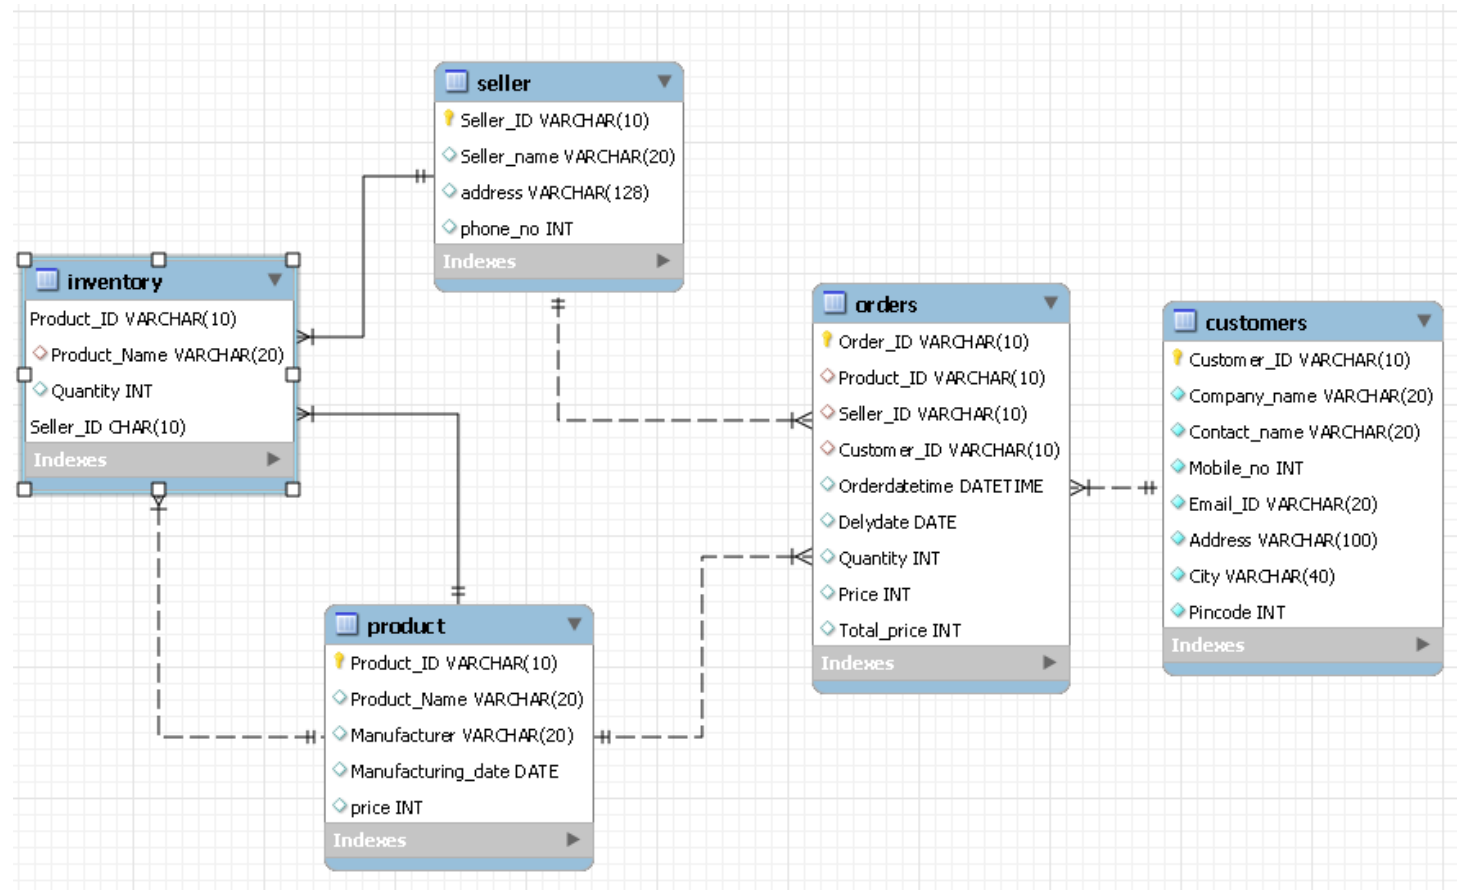 seller
Seller_ID VARCHAR(10)
Seller_name VARCHAR(20)
address VARCHAR(128)
phone_no INT
Indexes
inventory
Product_ID VARCHAR(10)
Product_Name VARCHAR(20)
Quantity INT
Seller_ID CHAR(10)
Indexes
orders
Order_ID VARCHAR(10)
Product_ID VARCHAR(10)
Seller_ID VARCHAR(10)
Customer_ID VARCHAR(10)
Orderdatetime DATETIME
Delydate DATE
Quantity INT
Price INT
Total_price INT
Indexes
customers
Customer_ID VARCHAR(10)
Company_name VARCHAR(20)
Contact_name VARCHAR(20)
Mobile_no INT
Email_ID VARCHAR(20)
Address VARCHAR(100)
City VARCHAR(40)
Pincode INT
Indexes
product
Product_ID VARCHAR(10)
Product_Name VARCHAR(20)
Manufacturer VARCHAR(20)
Manufacturing_date DATE
price INT
Indexes